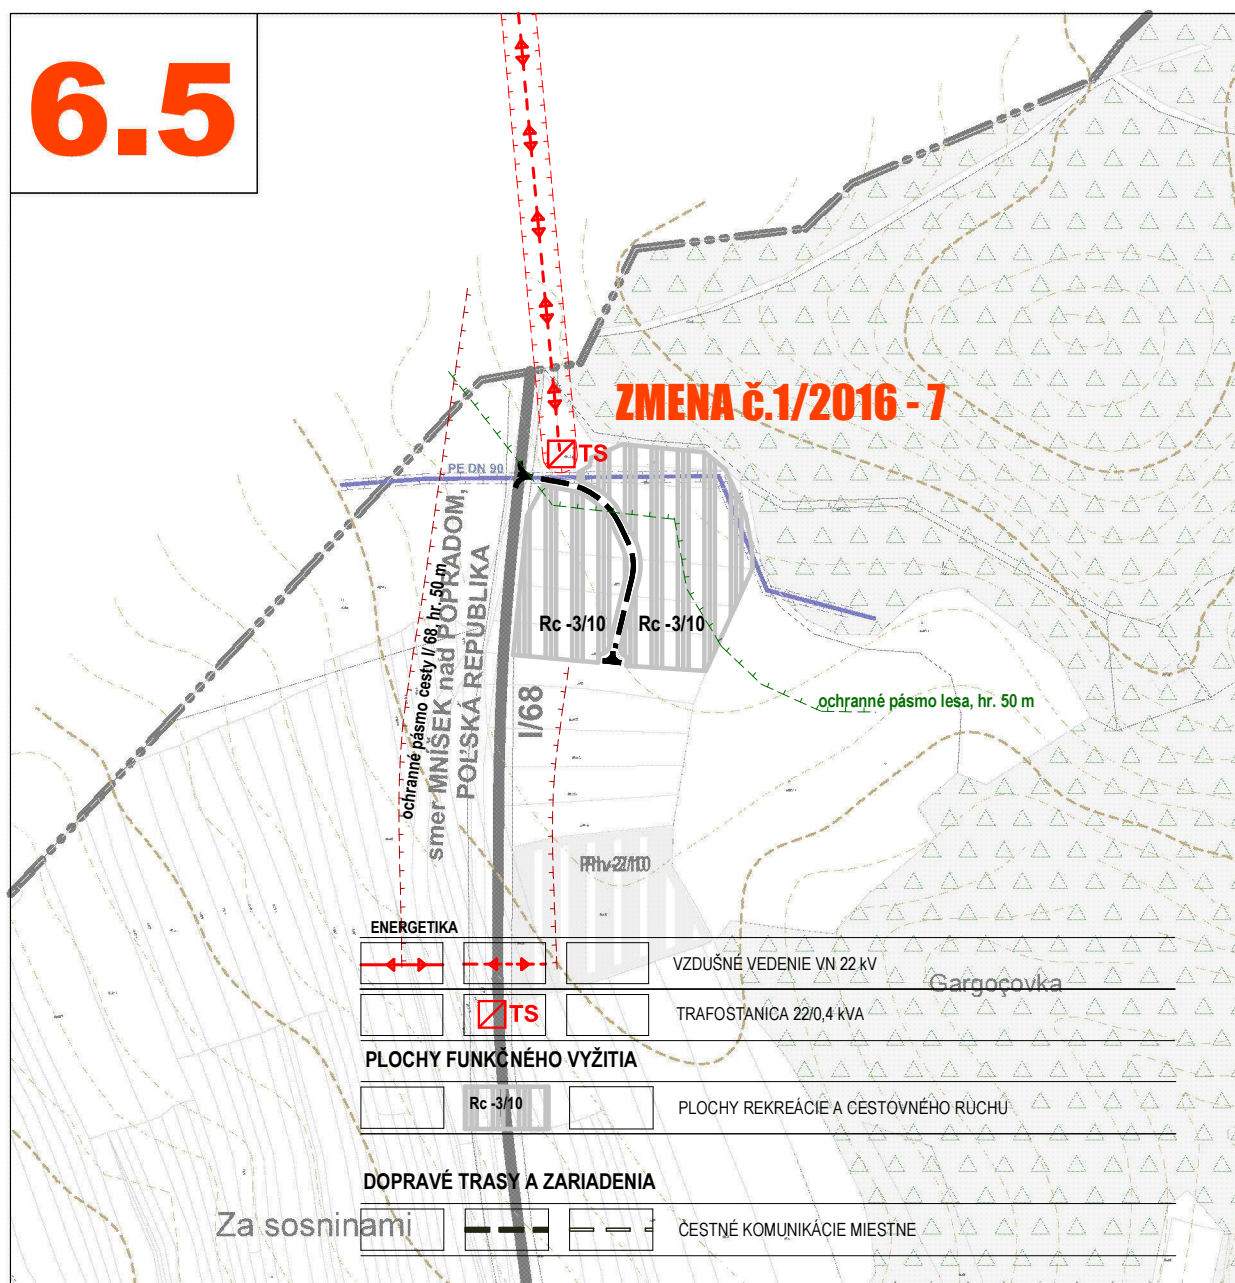 6.5
ZMENA č.1/2016 - 7
TS
PE DN 90
Rc -3/10
Rc -3/10
ochranné pásmo cesty I/ 68, hr. 50 m
smer MNÍŠEK nad POPRADOM,
POĽSKÁ REPUBLIKA
I/68
ochranné pásmo lesa, hr. 50 m
Gargoçovka
Za sosninami
ENERGETIKA
VZDUŠNÉ VEDENIE VN 22 kV
TS
TRAFOSTANICA 22/0,4 kVA
PLOCHY FUNKČNÉHO VYŽITIA
Rc -3/10
PLOCHY REKREÁCIE A CESTOVNÉHO RUCHU
DOPRAVÉ TRASY A ZARIADENIA
ČESTNÉ KOMUNIKÁCIE MIESTNE